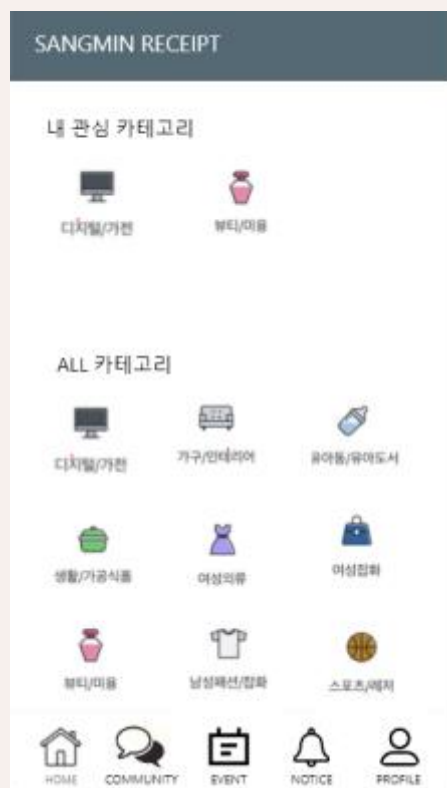 SANGMIN RECEIPT
내 관심 카테고리
디지털/가전 뷰티/미용
ALL 카테고리
디지털/가전 가구/인테리어 유아동/유아도서
생활/가공식품 여성의류 여성잡화
뷰티/미용 남성패션/잡화 스포츠/레저
HOME COMMUNITY EVENT NOTICE PROFILE